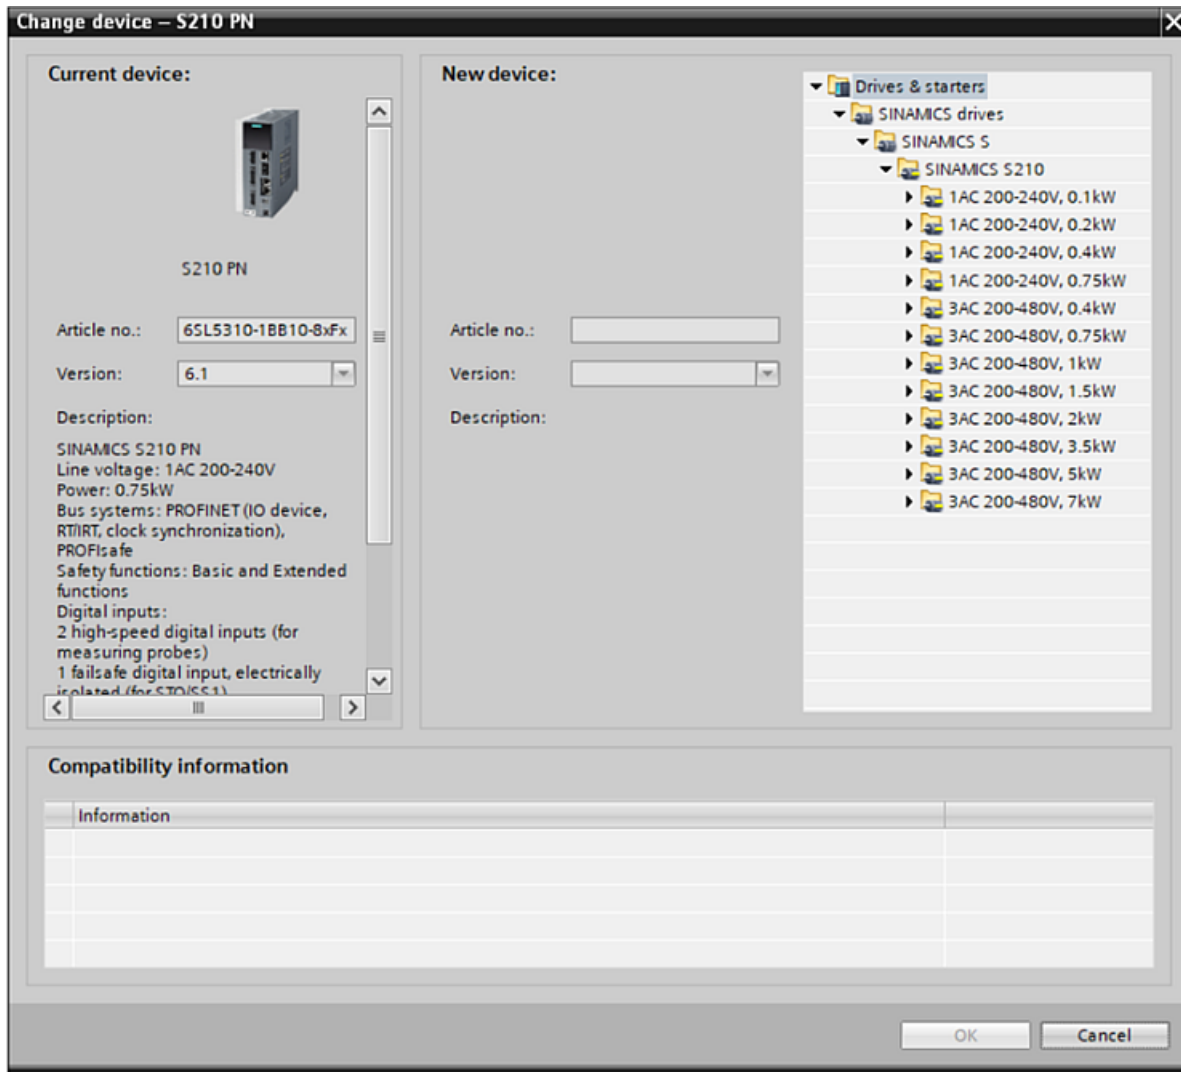 Change device – S210 PN
Current device:
S210 PN
Article no.: 6SL5310-1BB10-8xFx
Version: 6.1
Description:
SINAMICS S210 PN
Line voltage: 1AC 200-240V
Power: 0.75kW
Bus systems: PROFINET (IO device,
RT/IRT, clock synchronization),
PROFIsafe
Safety functions: Basic and Extended
functions
Digital inputs:
2 high-speed digital inputs (for
measuring probes)
1 failsafe digital input, electrically
isolated (for STO/SS1)
New device:
Article no.:
Version:
Description:
Drives & starters
SINAMICS drives
SINAMICS S
SINAMICS S210
1AC 200-240V, 0.1kW
1AC 200-240V, 0.2kW
1AC 200-240V, 0.4kW
1AC 200-240V, 0.75kW
3AC 200-480V, 0.4kW
3AC 200-480V, 0.75kW
3AC 200-480V, 1kW
3AC 200-480V, 1.5kW
3AC 200-480V, 2kW
3AC 200-480V, 3.5kW
3AC 200-480V, 5kW
3AC 200-480V, 7kW
Compatibility information
Information
OK
Cancel